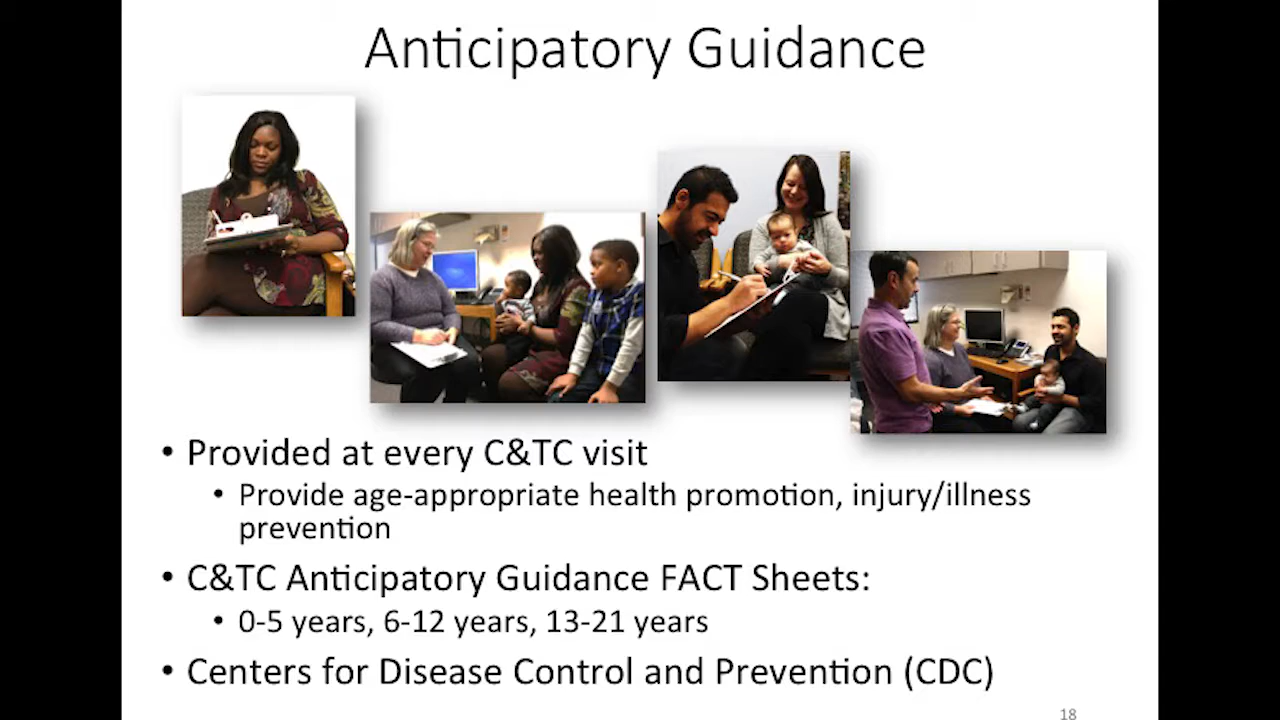 Anticipatory Guidance
• Provided at every C&TC visit
• Provide age-appropriate health promotion, injury/illness
prevention
• C&TC Anticipatory Guidance FACT Sheets:
• 0-5 years, 6-12 years, 13-21 years
• Centers for Disease Control and Prevention (CDC)
18